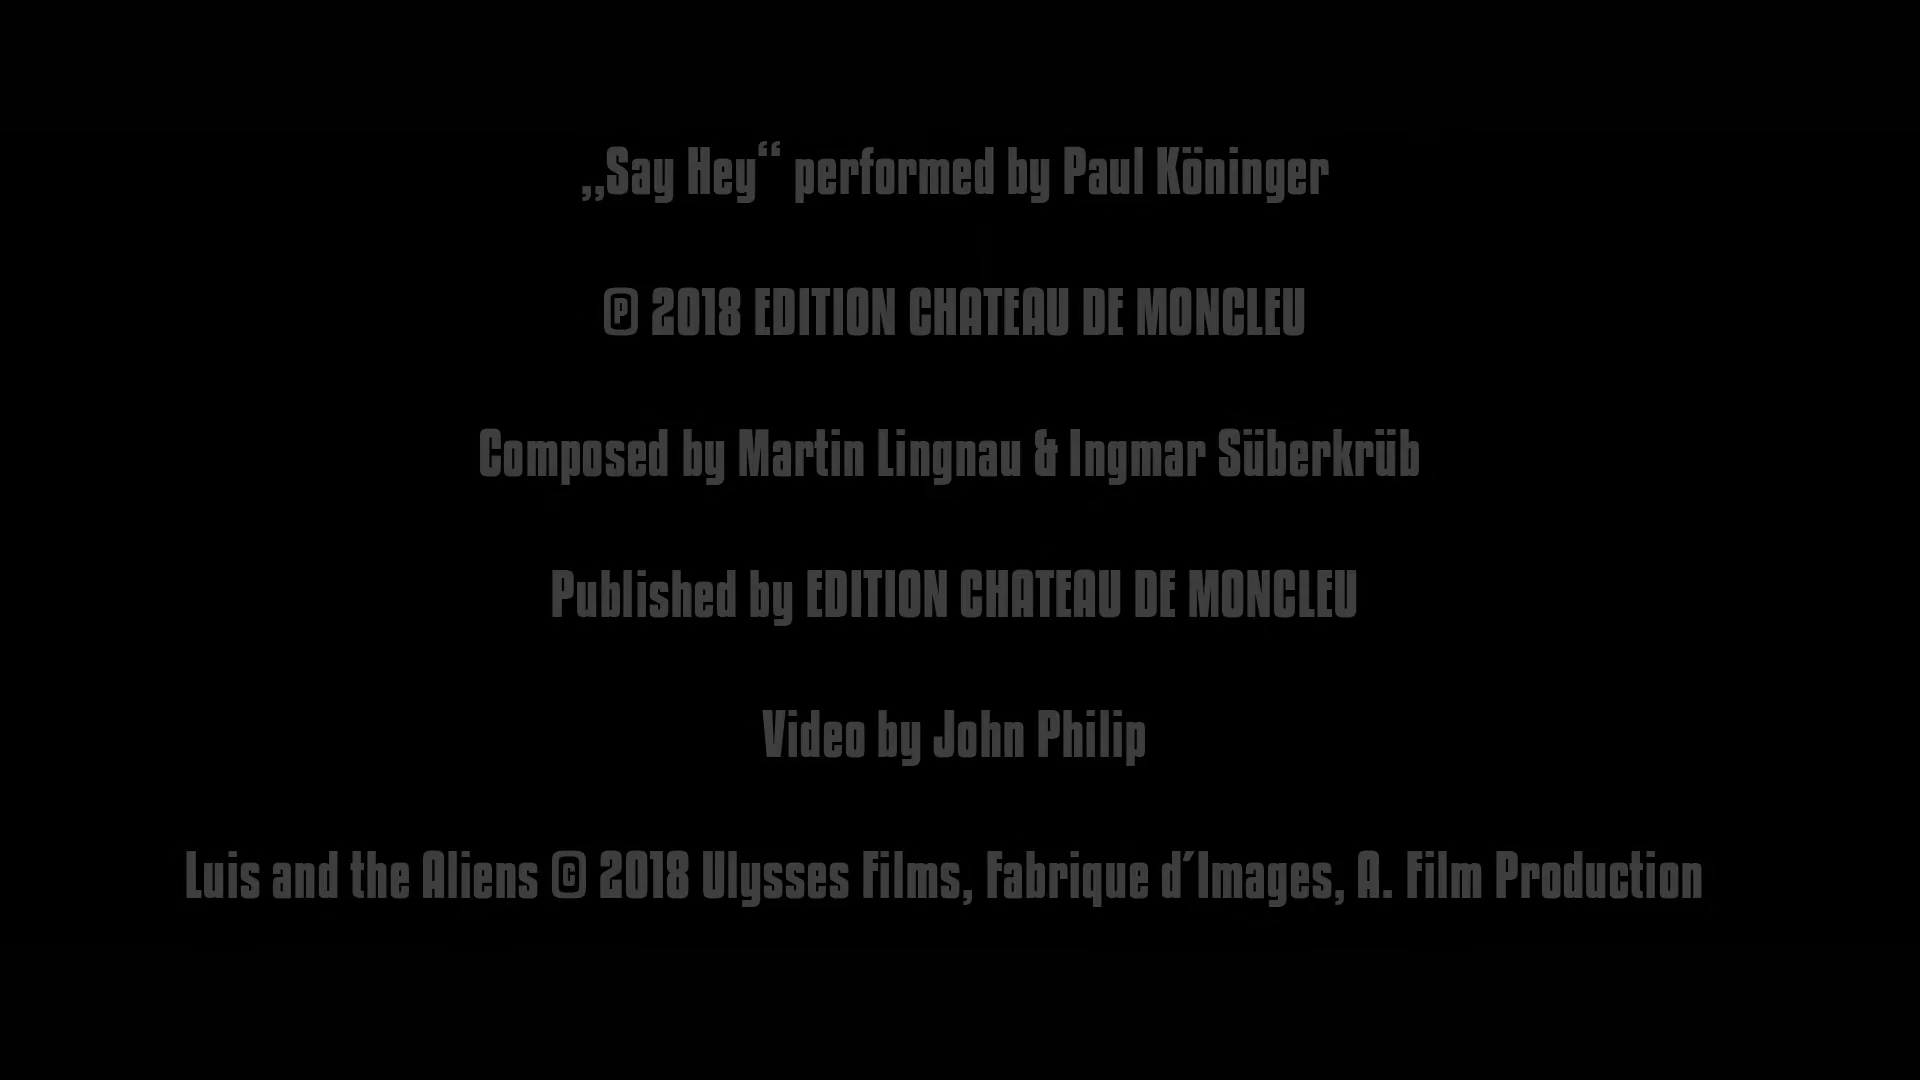 „Say Hey“ performed by Paul Köninger
℗ 2018 EDITION CHATEAU DE MONCLEU
Composed by Martin Lingnau & Ingmar Süberkrüb
Published by EDITION CHATEAU DE MONCLEU
Video by John Philip
Luis and the Aliens © 2018 Ulysses Films, Fabrique d´Images, A. Film Production